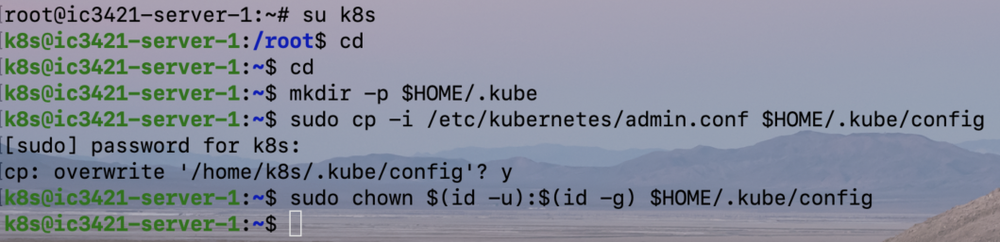 [root@ic3421-server-1:~# su k8s
[k8s@ic3421-server-1:/root$ cd
[k8s@ic3421-server-1:~$ cd
[k8s@ic3421-server-1:~$ mkdir -p $HOME/.kube
[k8s@ic3421-server-1:~$ sudo cp -i /etc/kubernetes/admin.conf $HOME/.kube/config
[[sudo] password for k8s:
[cp: overwrite '/home/k8s/.kube/config'? y
[k8s@ic3421-server-1:~$ sudo chown $(id -u):$(id -g) $HOME/.kube/config
k8s@ic3421-server-1:~$